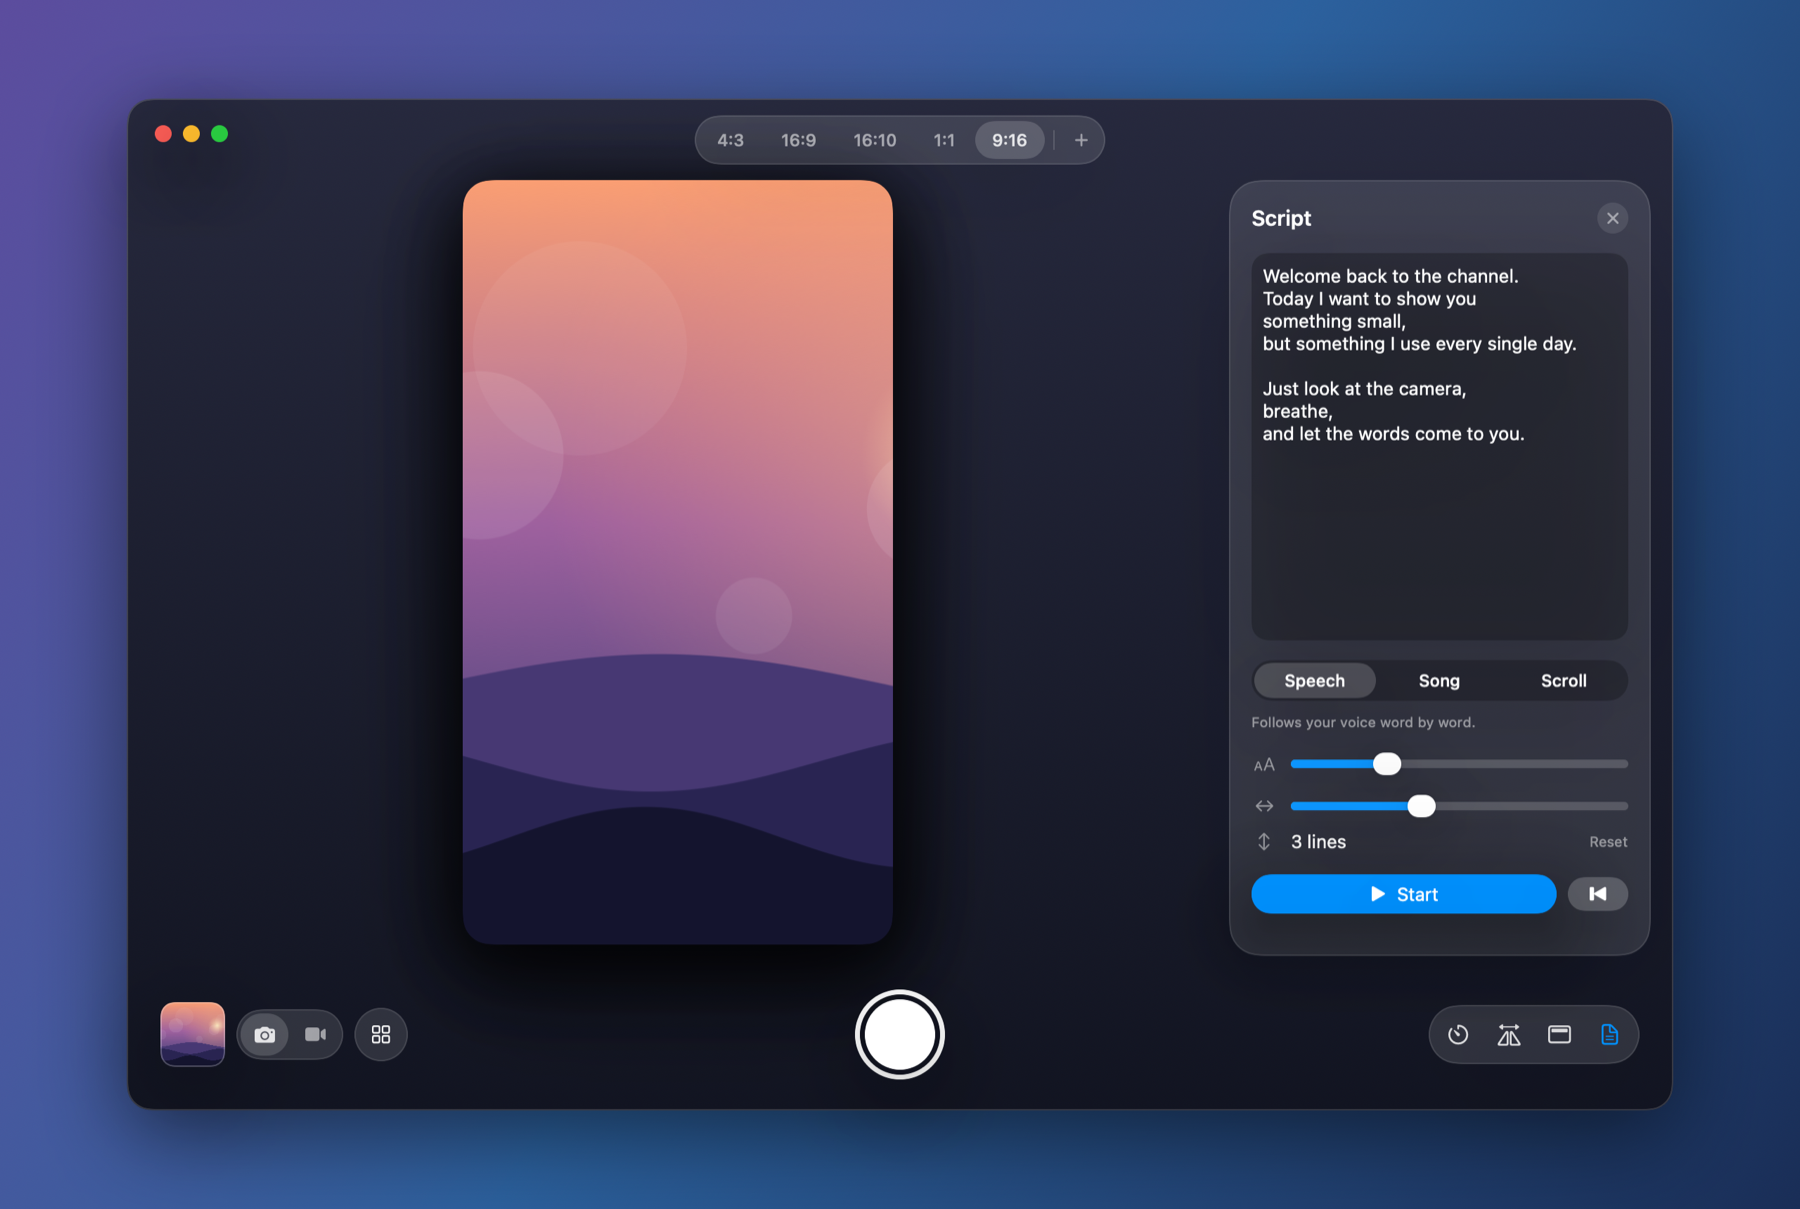 4:3 16:9 16:10 1:1 9:16 +
Script
Welcome back to the channel.
Today I want to show you
something small,
but something I use every single day.
Just look at the camera,
breathe,
and let the words come to you.
Speech Song Scroll
Follows your voice word by word.
AA
3 lines Reset
Start